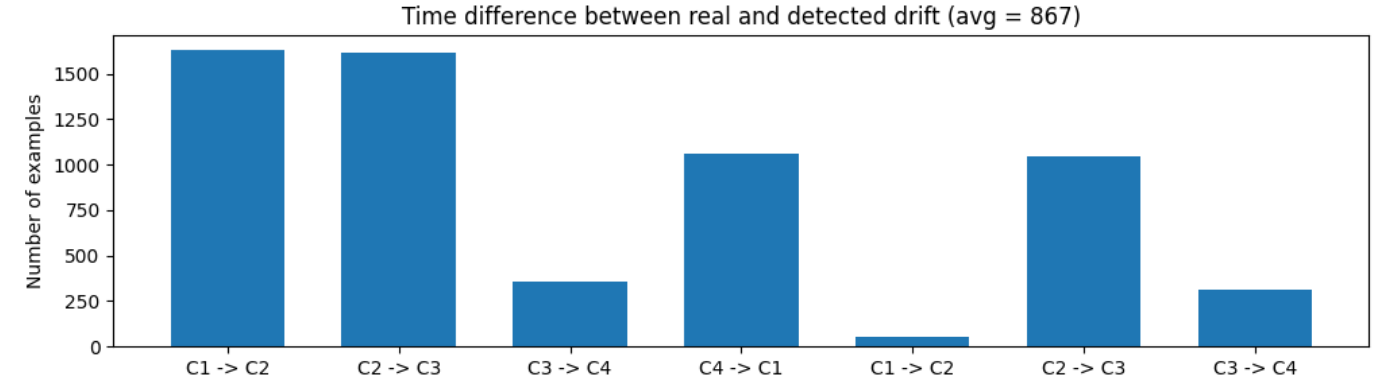 Time difference between real and detected drift (avg = 867)
Number of examples
1500
1250
1000
750
500
250
0
C1 -> C2
C2 -> C3
C3 -> C4
C4 -> C1
C1 -> C2
C2 -> C3
C3 -> C4